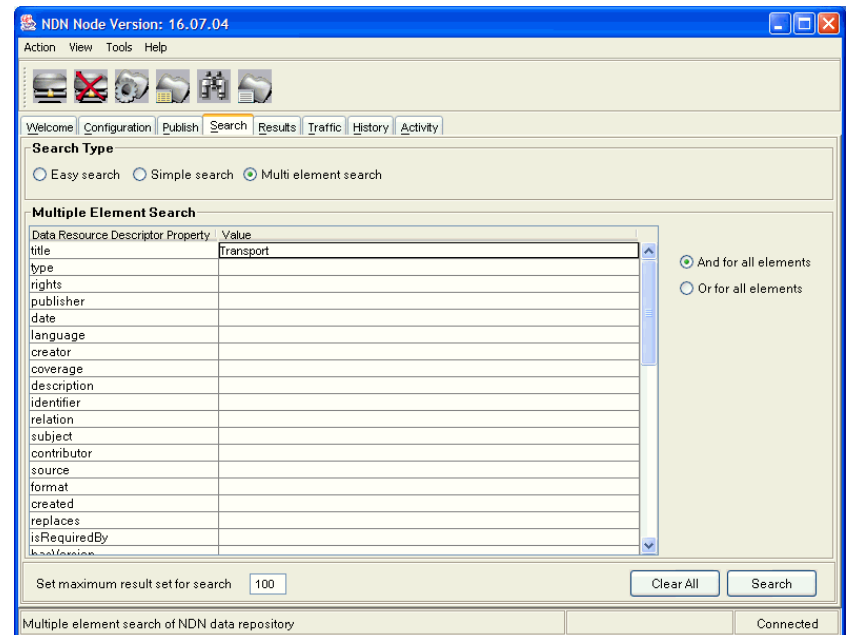 NDN Node Version: 16.07.04
Action View Tools Help
Welcome Configuration Publish Search Results Traffic History Activity
Search Type
Easy search Simple search Multi element search
Multiple Element Search
Data Resource Descriptor Property Value
title Transport
type
rights
publisher
date
language
creator
coverage
description
identifier
relation
subject
contributor
source
format
created
replaces
isRequiredBy
hasVersion
And for all elements
Or for all elements
Set maximum result set for search 100 Clear All Search
Multiple element search of NDN data repository Connected